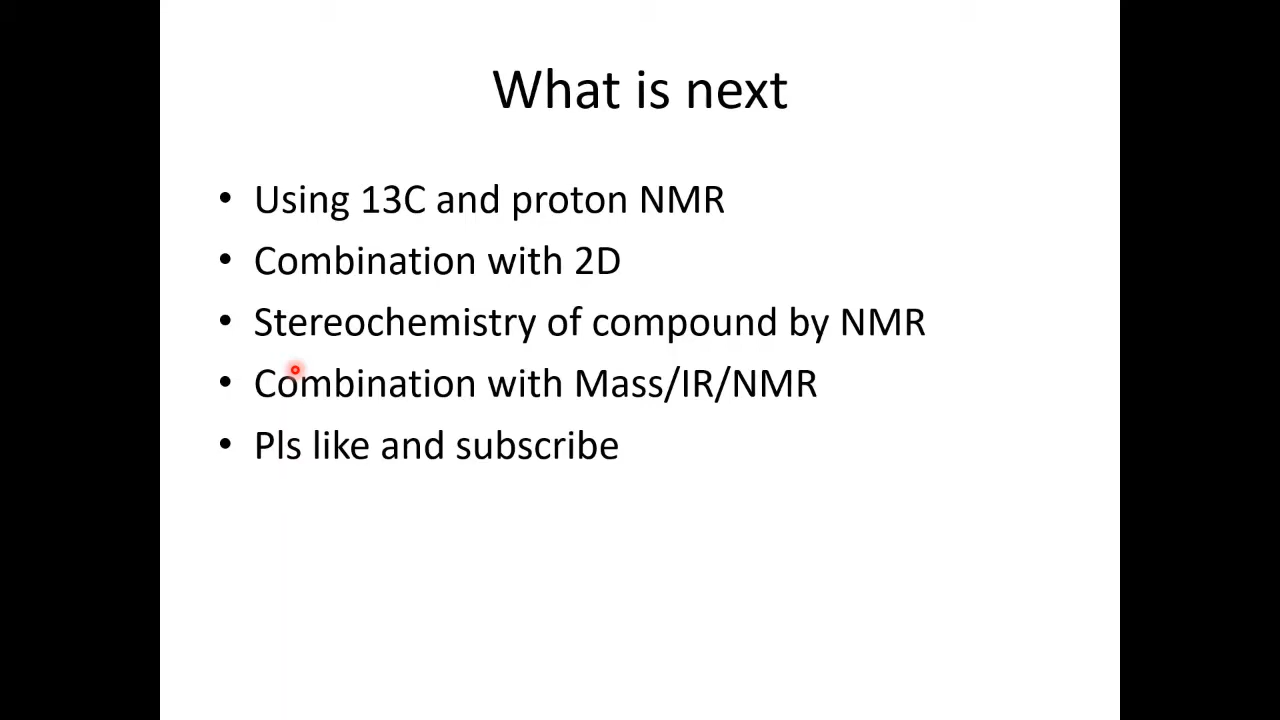 What is next
• Using 13C and proton NMR
• Combination with 2D
• Stereochemistry of compound by NMR
• Combination with Mass/IR/NMR
• Pls like and subscribe